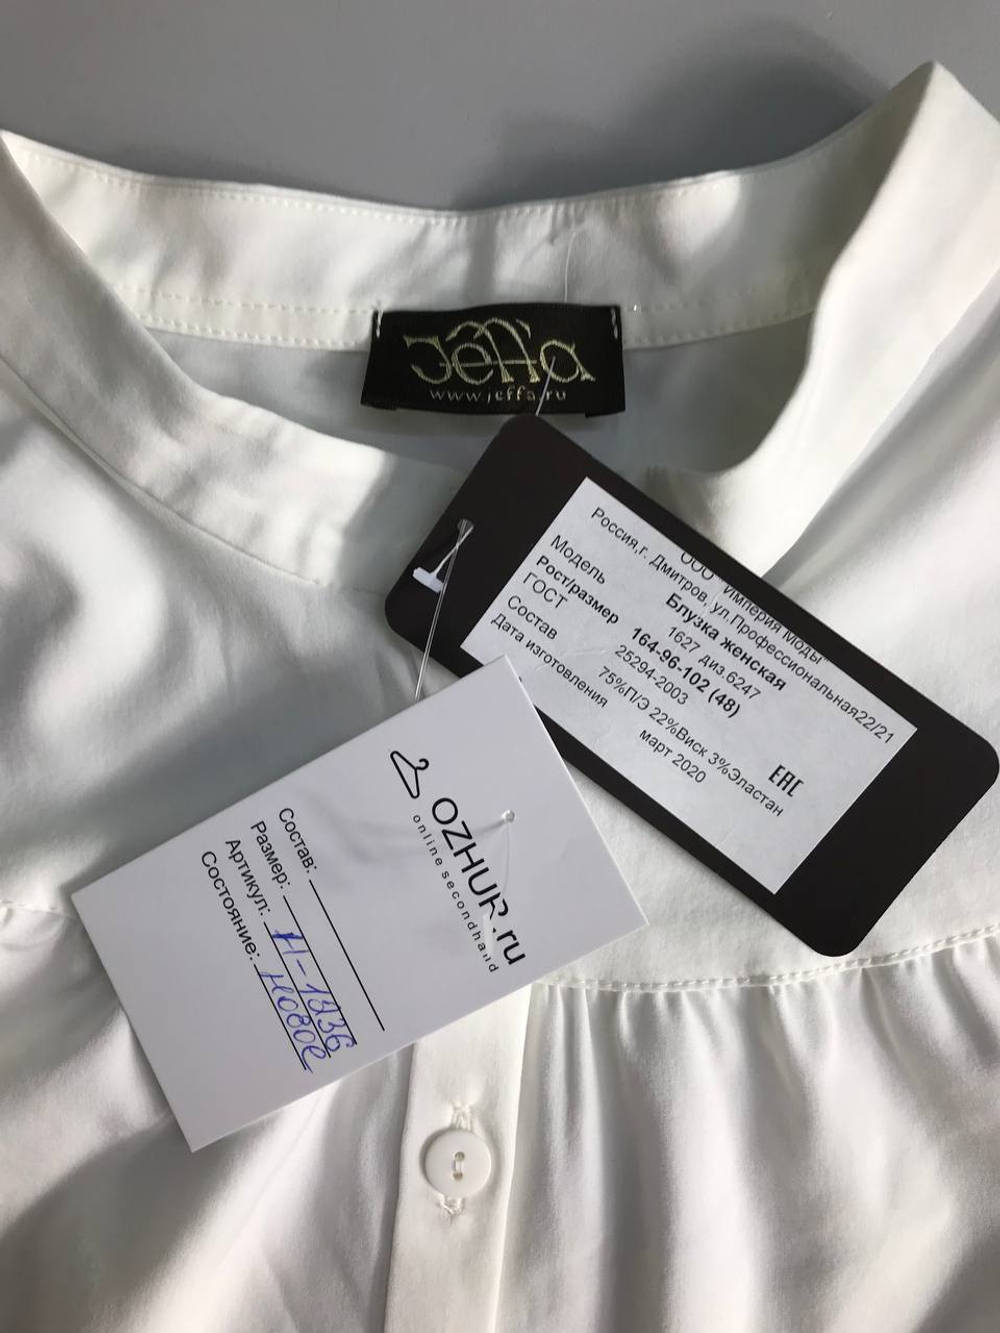 Jeffa
www.jeffa.ru
ООО "Империя Моды"
Россия,г. Дмитров, ул.Профессиональная22/21
Блузка женская
Модель 1627 диз.6247
Рост/размер 164-96-102 (48)
ГОСТ 25294-2003
Состав 75%П/Э 22%Виск 3%Эластан
Дата изготовления март 2020
EAC
OZHUR.ru
online secondhand
Состав:
Размер:
Артикул: Н-1236
Состояние: новое